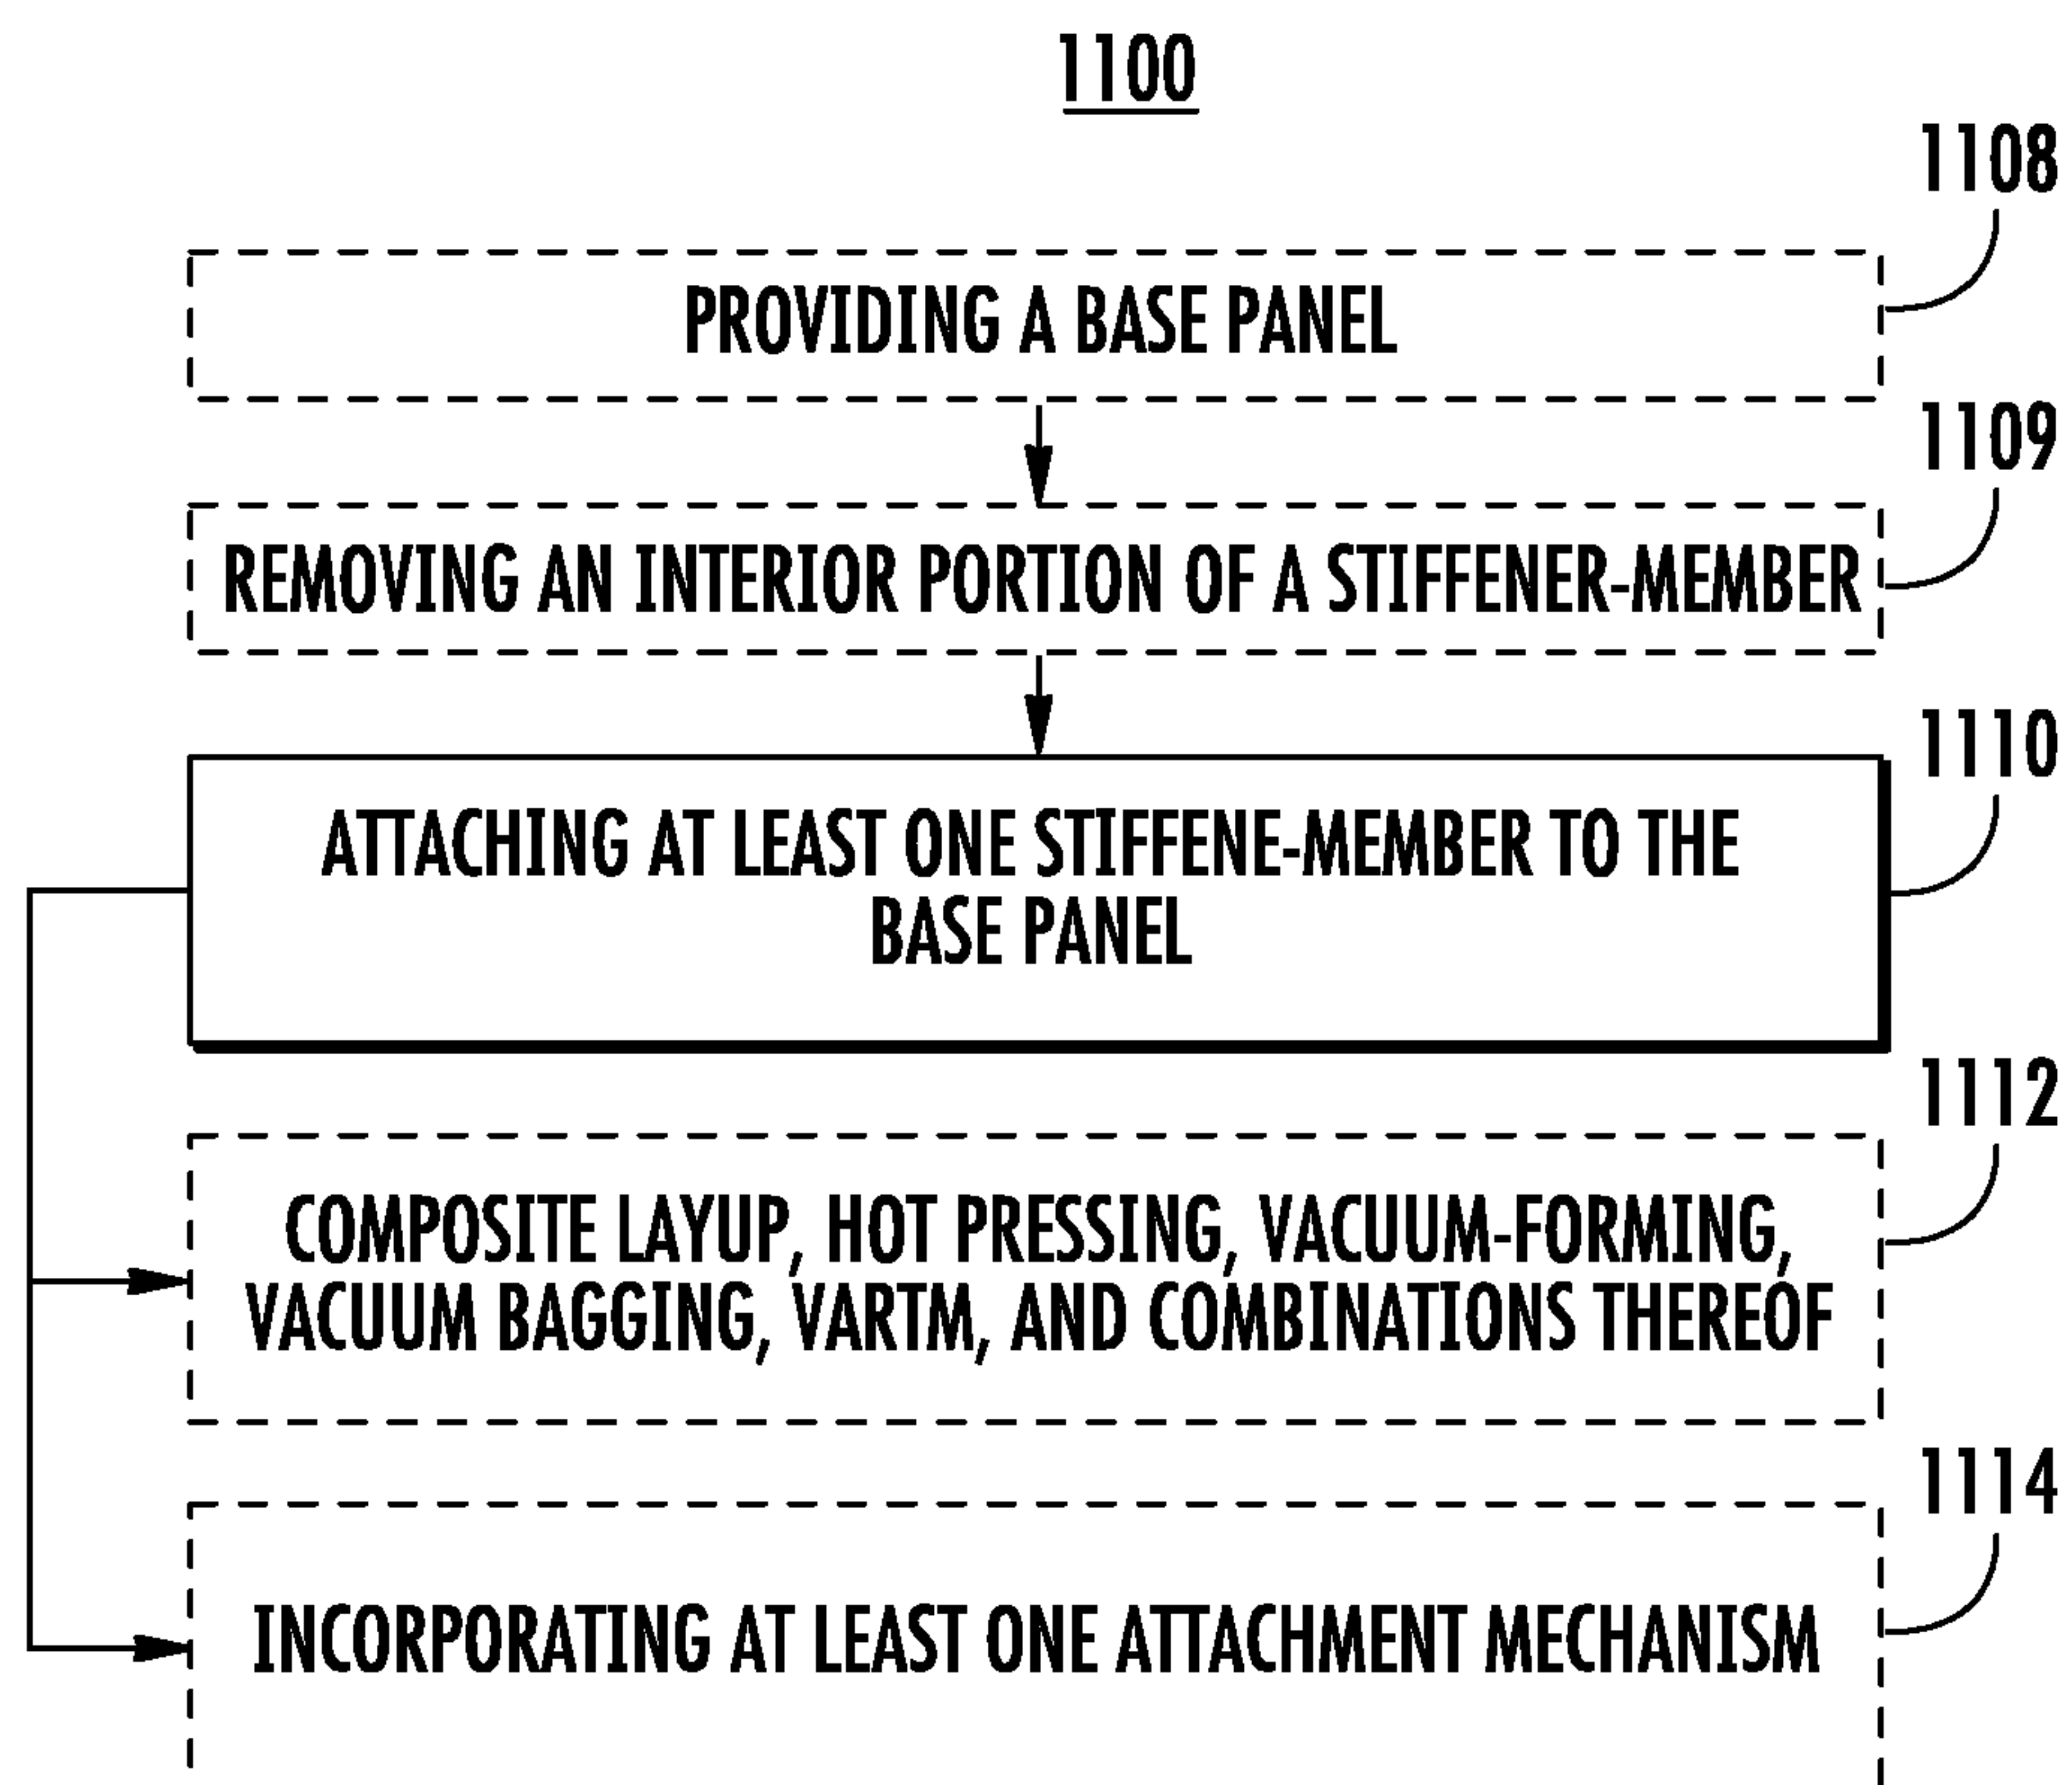 1100
1108
PROVIDING A BASE PANEL
1109
REMOVING AN INTERIOR PORTION OF A STIFFENER-MEMBER
1110
ATTACHING AT LEAST ONE STIFFENE-MEMBER TO THE
BASE PANEL
1112
COMPOSITE LAYUP, HOT PRESSING, VACUUM-FORMING,
VACUUM BAGGING, VARTM, AND COMBINATIONS THEREOF
1114
INCORPORATING AT LEAST ONE ATTACHMENT MECHANISM